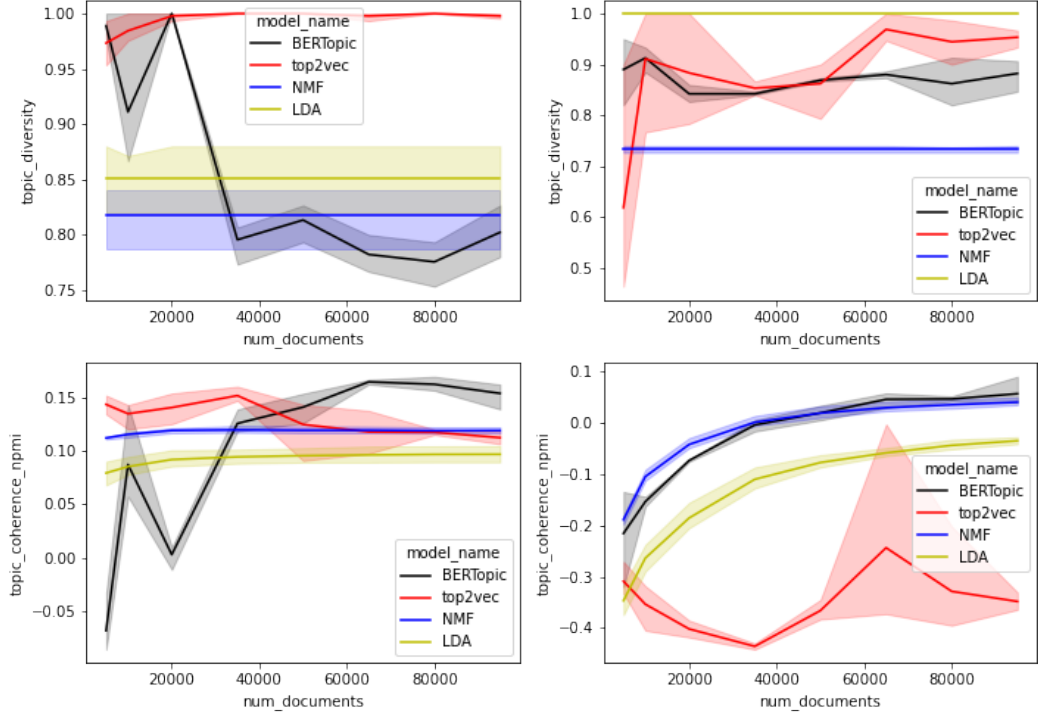 1.00
0.95
0.90
0.85
0.80
0.75
topic_diversity
model_name
BERTopic
top2vec
NMF
LDA
20000 40000 60000 80000
num_documents
1.0
0.9
0.8
0.7
0.6
0.5
topic_diversity
model_name
BERTopic
top2vec
NMF
LDA
20000 40000 60000 80000
num_documents
0.15
0.10
0.05
0.00
−0.05
topic_coherence_npmi
model_name
BERTopic
top2vec
NMF
LDA
20000 40000 60000 80000
num_documents
0.1
0.0
−0.1
−0.2
−0.3
−0.4
topic_coherence_npmi
model_name
BERTopic
top2vec
NMF
LDA
20000 40000 60000 80000
num_documents